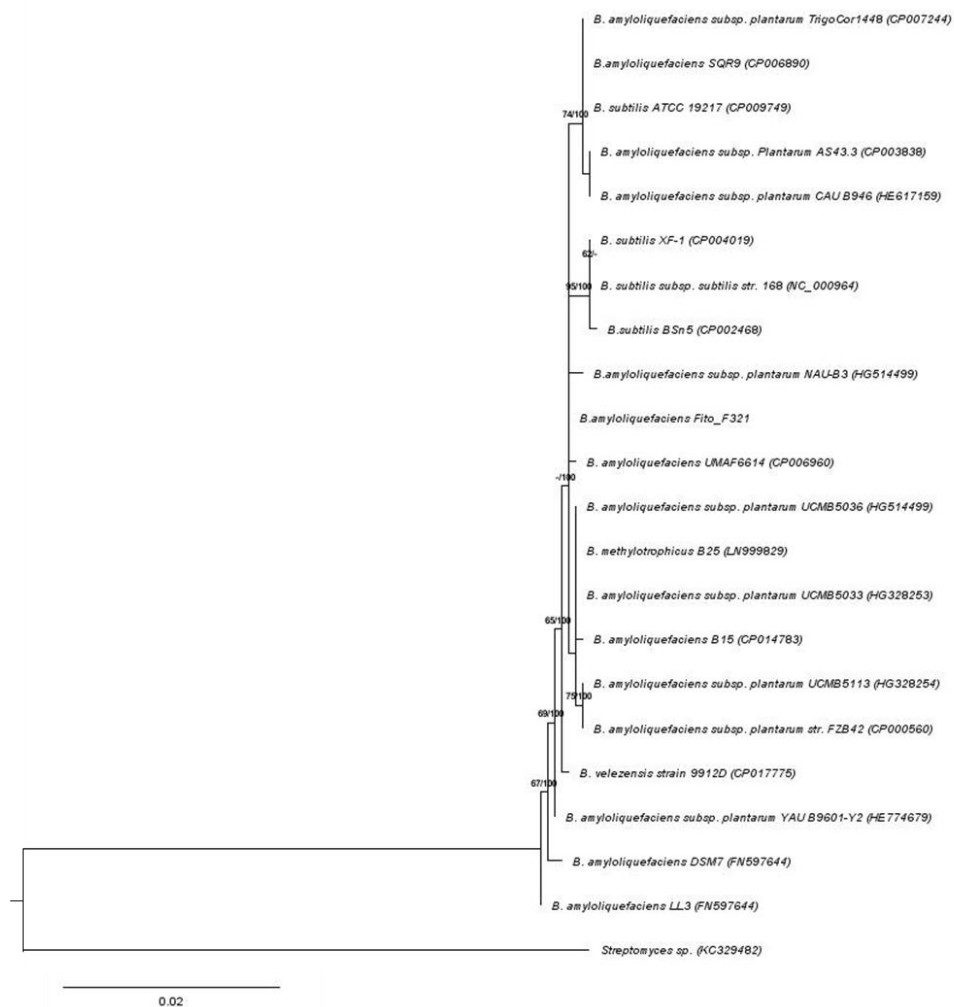 B. amyloliquefaciens subsp. plantarum TrigoCor1448 (CP007244)
B.amyloliquefaciens SQR9 (CP006890)
B. subtilis ATCC 19217 (CP009749)
74/100
B. amyloliquefaciens subsp. Plantarum AS43.3 (CP003838)
B. amyloliquefaciens subsp. plantarum CAU B946 (HE617159)
B. subtilis XF-1 (CP004019)
62/-
B. subtilis subsp. subtilis str. 168 (NC_000964)
95/100
B.subtilis BSn5 (CP002468)
B.amyloliquefaciens subsp. plantarum NAU-B3 (HG514499)
B.amyloliquefaciens Fito_F321
B. amyloliquefaciens UMAF6614 (CP006960)
-/100
B. amyloliquefaciens subsp. plantarum UCMB5036 (HG514499)
B. methylotrophicus B25 (LN999829)
B. amyloliquefaciens subsp. plantarum UCMB5033 (HG328253)
65/100
B. amyloliquefaciens B15 (CP014783)
B. amyloliquefaciens subsp. plantarum UCMB5113 (HG328254)
75/100
69/100
B. amyloliquefaciens subsp. plantarum str. FZB42 (CP000560)
B. velezensis strain 9912D (CP017775)
67/100
B. amyloliquefaciens subsp. plantarum YAU B9601-Y2 (HE774679)
B. amyloliquefaciens DSM7 (FN597644)
B. amyloliquefaciens LL3 (FN597644)
Streptomyces sp. (KC329482)
0.02